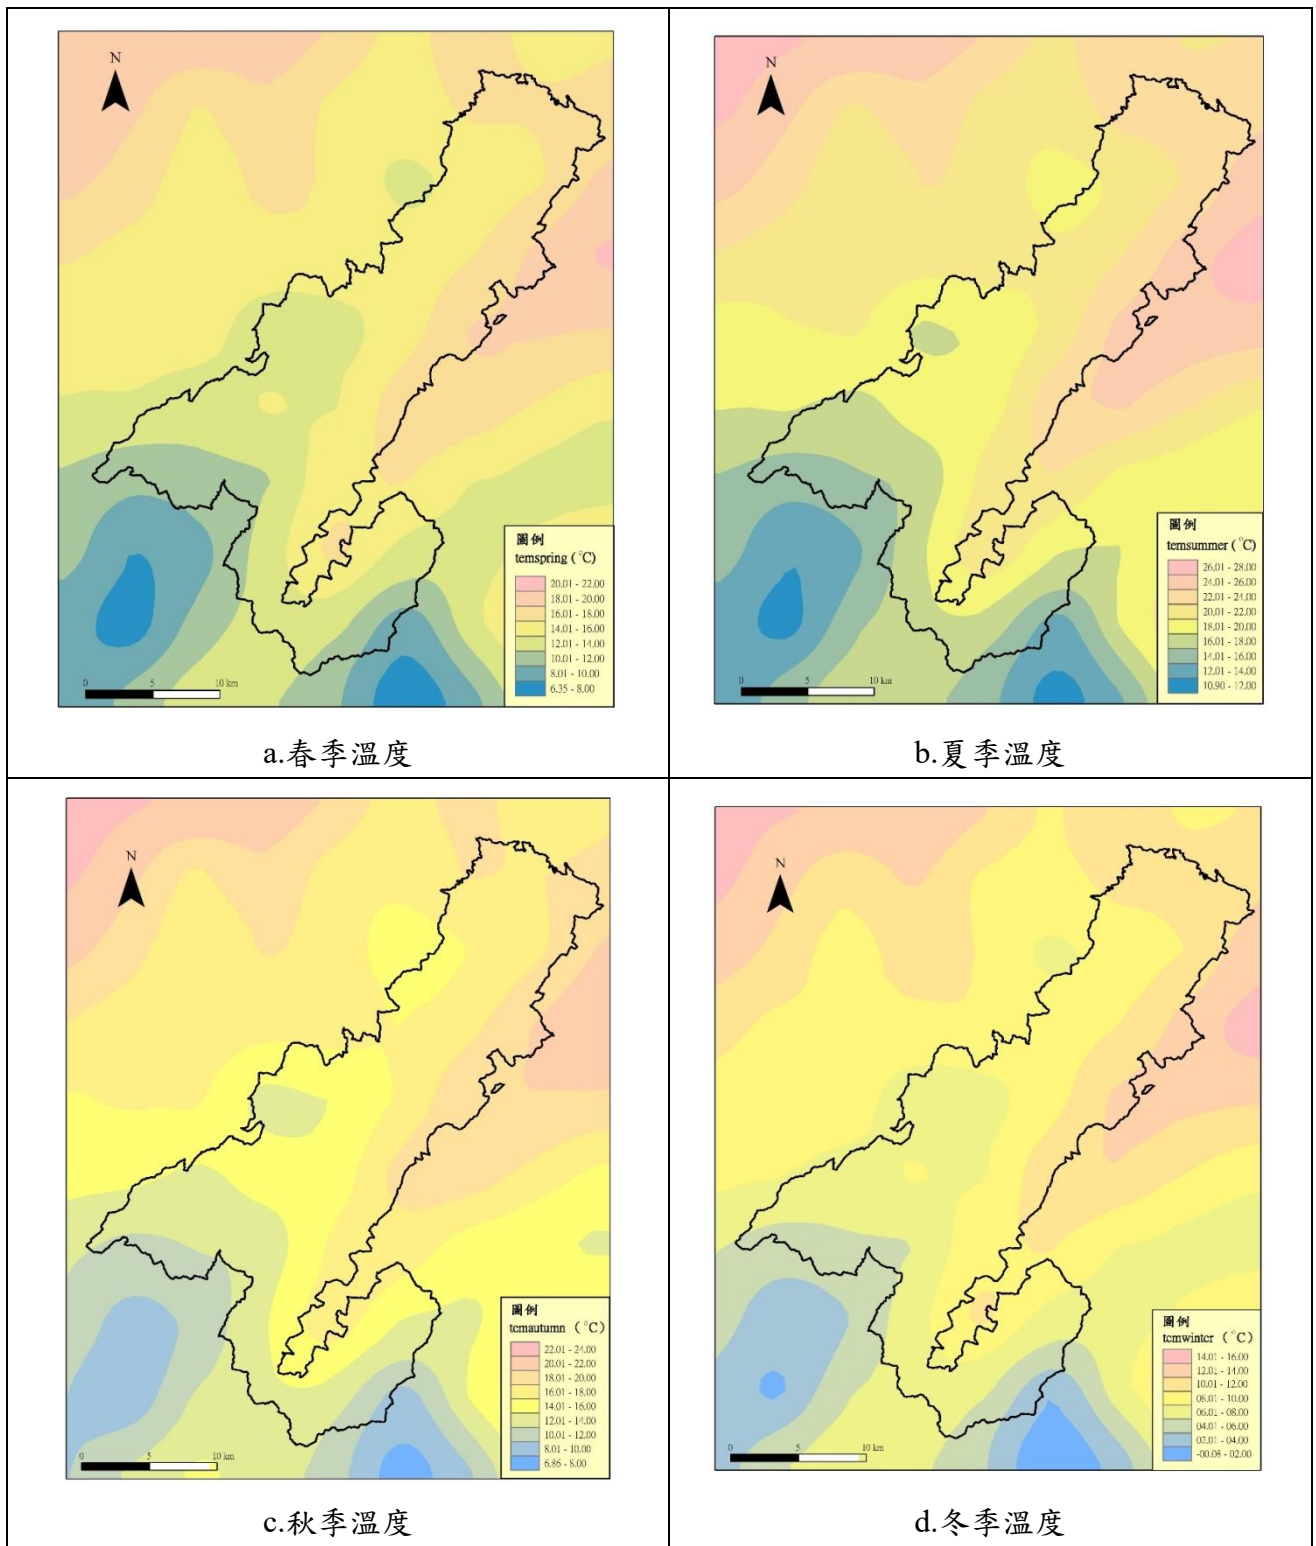 N
圖例
temspring (°C)
20.01 - 22.00
18.01 - 20.00
16.01 - 18.00
14.01 - 16.00
12.01 - 14.00
10.01 - 12.00
8.01 - 10.00
6.35 - 8.00
0 5 10 km
a.春季溫度
N
圖例
temsummer (°C)
26.01 - 28.00
24.01 - 26.00
22.01 - 24.00
20.01 - 22.00
18.01 - 20.00
16.01 - 18.00
14.01 - 16.00
12.01 - 14.00
10.90 - 12.00
0 5 10 km
b.夏季溫度
N
圖例
temautumn (°C)
22.01 - 24.00
20.01 - 22.00
18.01 - 20.00
16.01 - 18.00
14.01 - 16.00
12.01 - 14.00
10.01 - 12.00
8.01 - 10.00
6.86 - 8.00
0 5 10 km
c.秋季溫度
N
圖例
temwinter (°C)
14.01 - 16.00
12.01 - 14.00
10.01 - 12.00
08.01 - 10.00
06.01 - 08.00
04.01 - 06.00
02.01 - 04.00
-00.08 - 02.00
0 5 10 km
d.冬季溫度